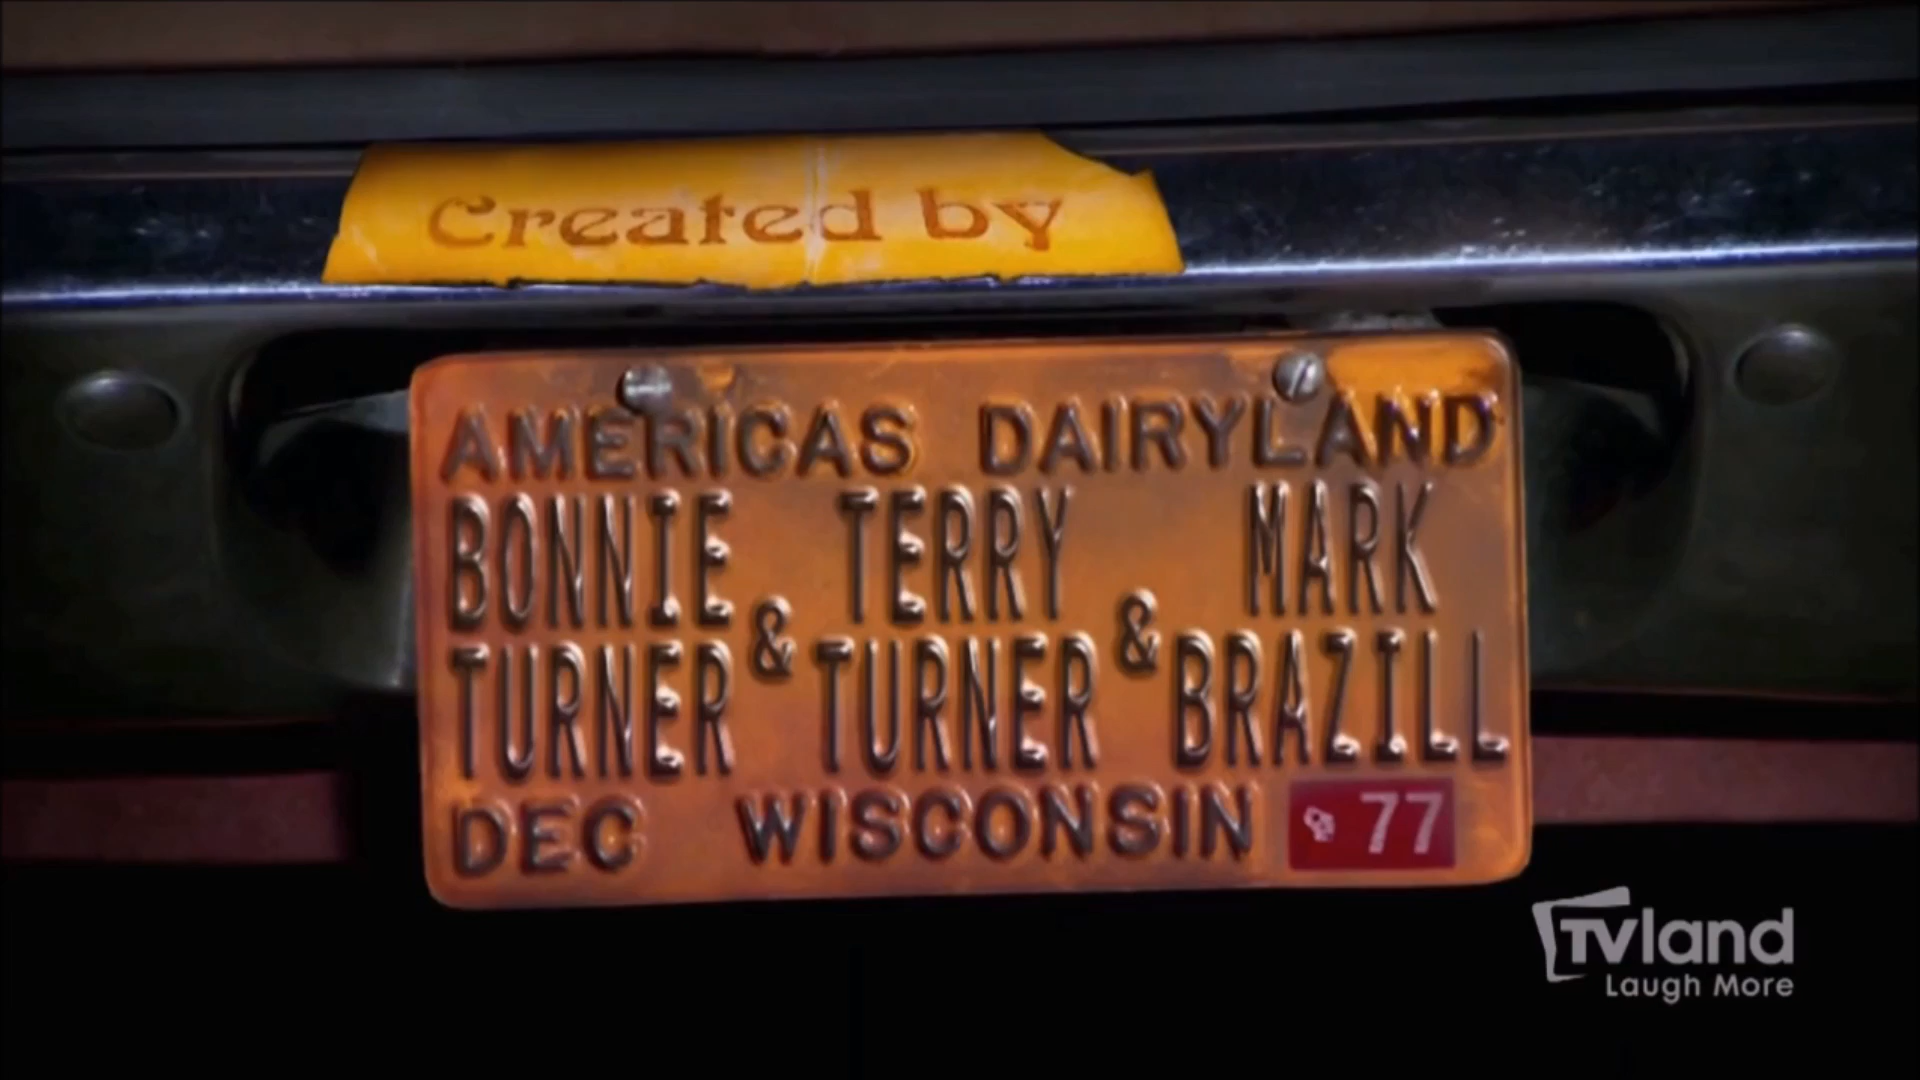 Created by
AMERICAS DAIRYLAND
BONNIE TERRY MARK
& &
TURNER TURNER BRAZILL
DEC WISCONSIN 77
TVland
Laugh More